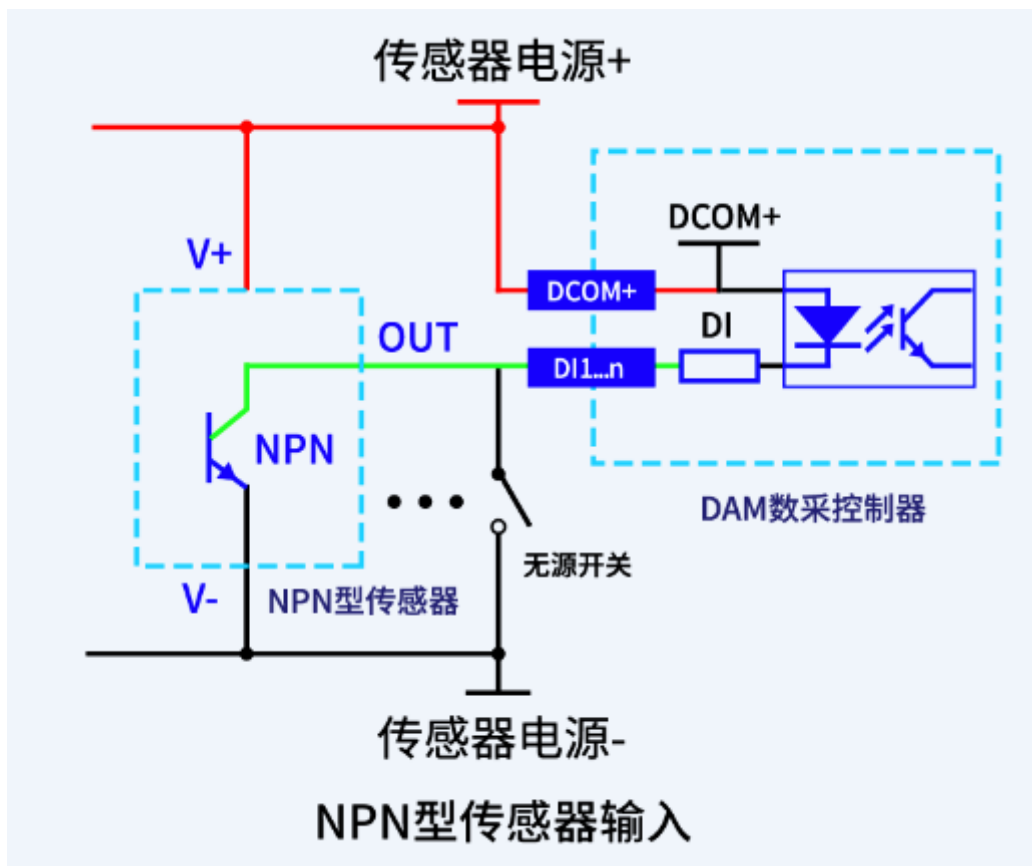 传感器电源+
DCOM+
V+
DCOM+
DI
OUT
DI1...n
NPN
DAM数采控制器
无源开关
V-
NPN型传感器
传感器电源-
NPN型传感器输入